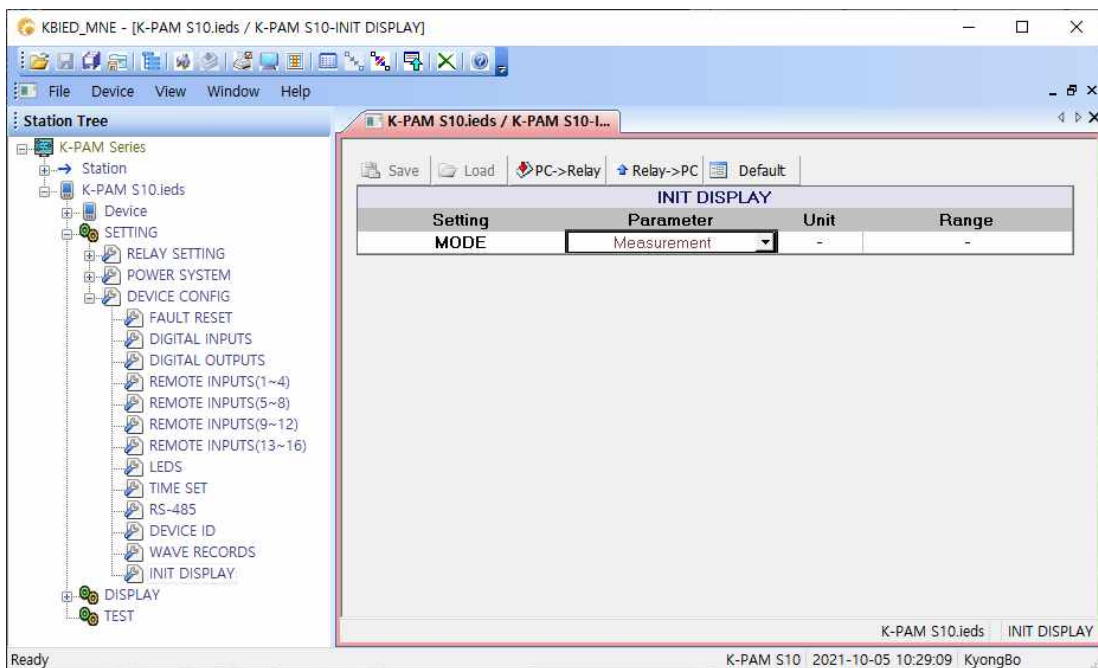 KBIED_MNE - [K-PAM S10.ieds / K-PAM S10-INIT DISPLAY]
File Device View Window Help
Station Tree
K-PAM Series
Station
K-PAM S10.ieds
Device
SETTING
RELAY SETTING
POWER SYSTEM
DEVICE CONFIG
FAULT RESET
DIGITAL INPUTS
DIGITAL OUTPUTS
REMOTE INPUTS(1~4)
REMOTE INPUTS(5~8)
REMOTE INPUTS(9~12)
REMOTE INPUTS(13~16)
LEDS
TIME SET
RS-485
DEVICE ID
WAVE RECORDS
INIT DISPLAY
DISPLAY
TEST
K-PAM S10.ieds / K-PAM S10-I...
Save Load PC->Relay Relay->PC Default
INIT DISPLAY
Setting Parameter Unit Range
MODE Measurement - -
K-PAM S10.ieds INIT DISPLAY
Ready K-PAM S10 2021-10-05 10:29:09 KyongBo